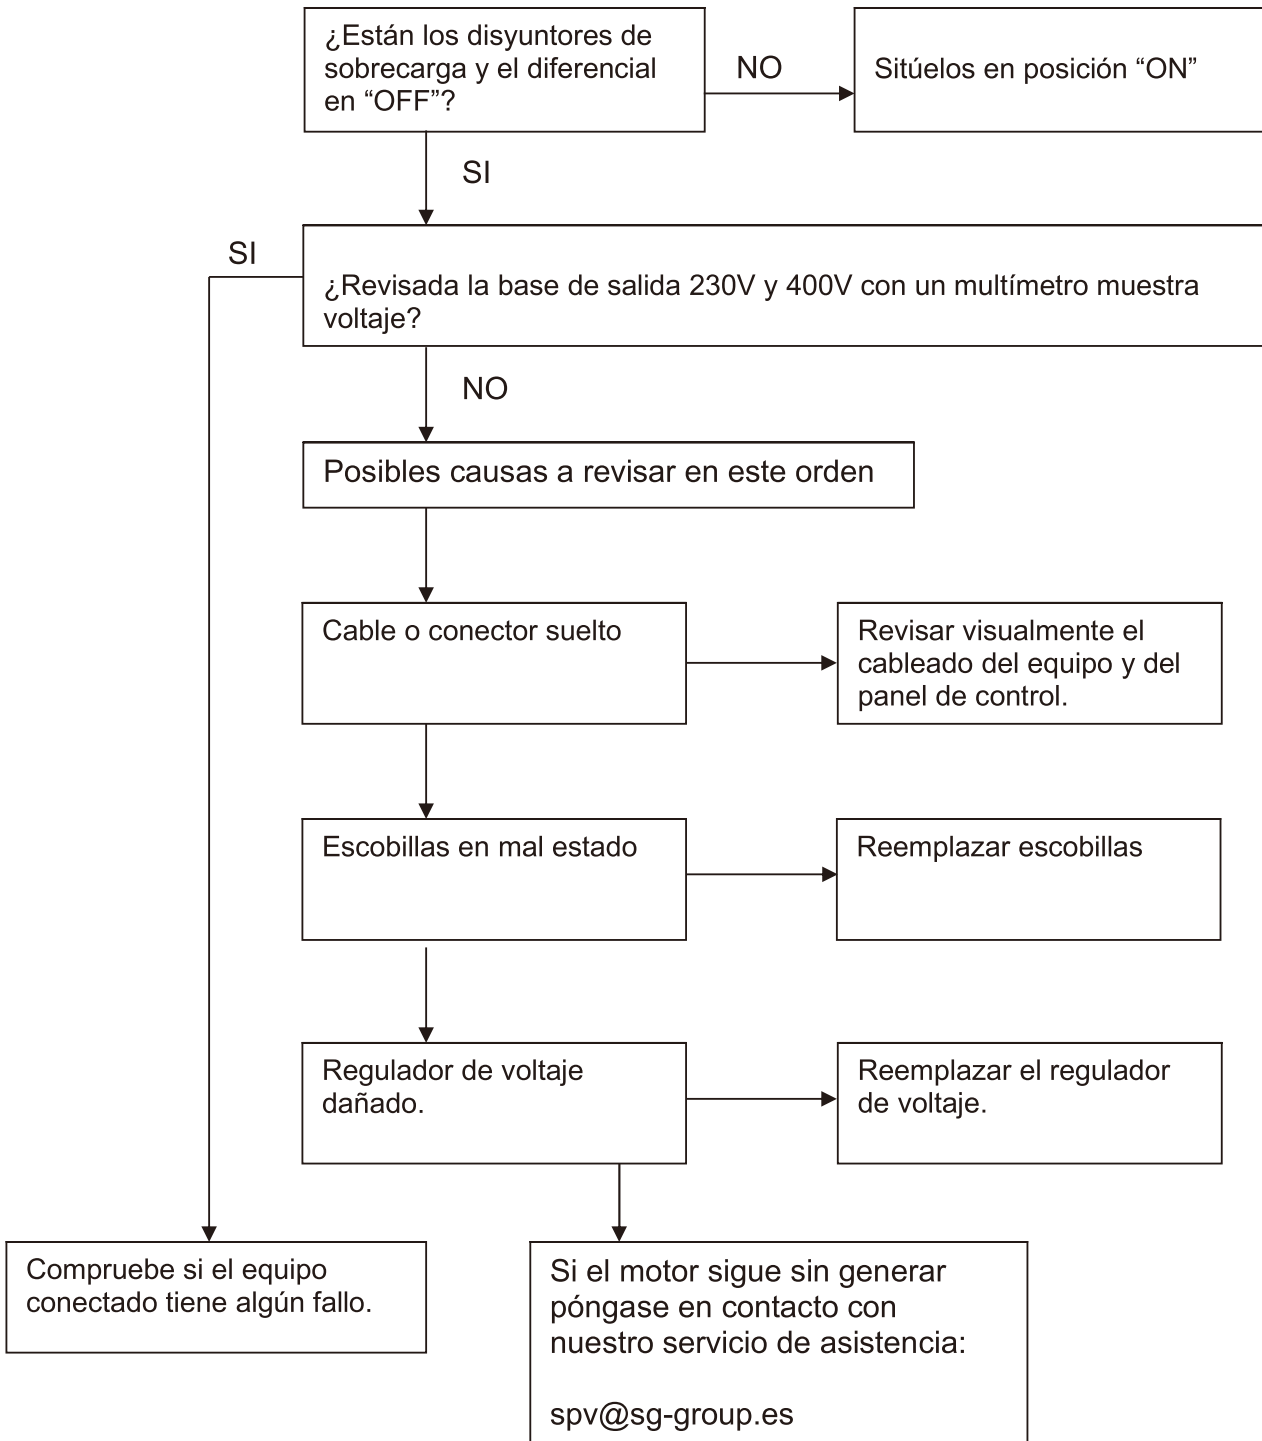 ¿Están los disyuntores de
sobrecarga y el diferencial
en “OFF”?
NO
Sitúelos en posición “ON”
SI
SI
¿Revisada la base de salida 230V y 400V con un multímetro muestra
voltaje?
NO
Posibles causas a revisar en este orden
Cable o conector suelto
Revisar visualmente el
cableado del equipo y del
panel de control.
Escobillas en mal estado
Reemplazar escobillas
Regulador de voltaje
dañado.
Reemplazar el regulador
de voltaje.
Compruebe si el equipo
conectado tiene algún fallo.
Si el motor sigue sin generar
póngase en contacto con
nuestro servicio de asistencia:
spv@sg-group.es